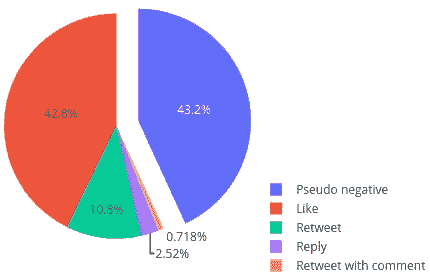 43.2%
42.8%
10.8%
0.718%
2.52%
Pseudo negative
Like
Retweet
Reply
Retweet with comment